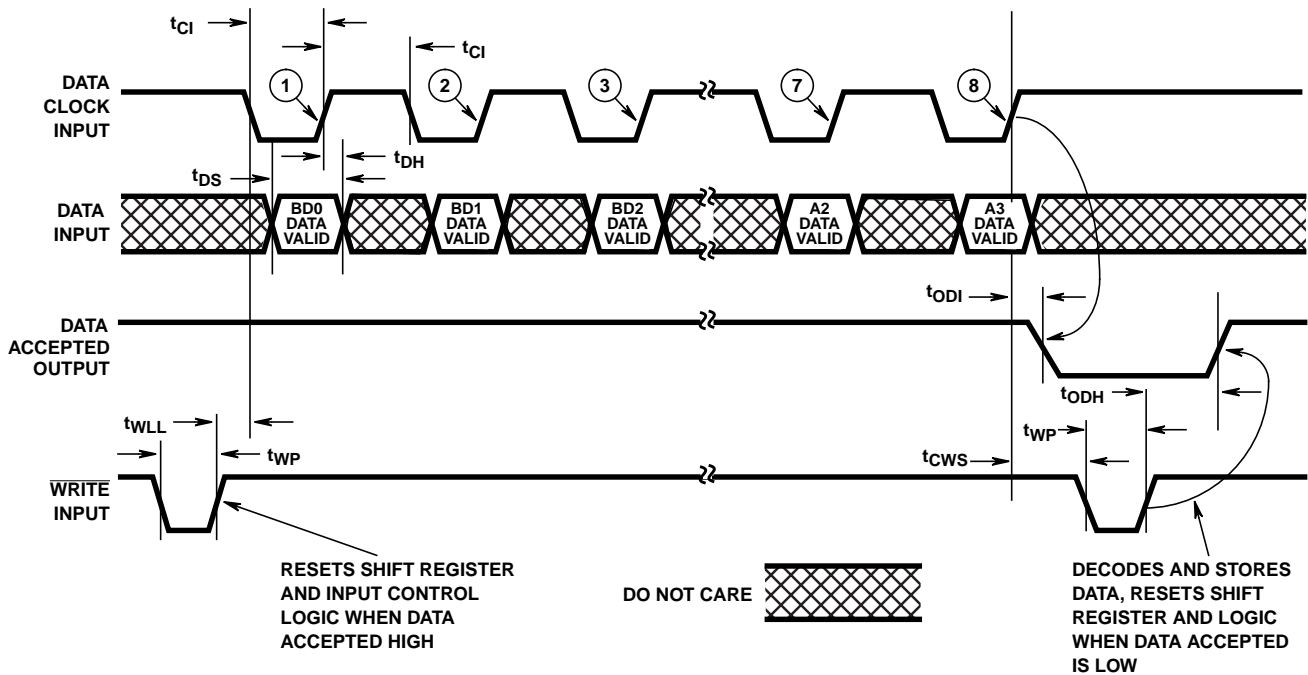 tCI
tCI
DATA
CLOCK
INPUT
1
2
3
7
8
tDH
tDS
DATA
INPUT
BD0
DATA
VALID
BD1
DATA
VALID
BD2
DATA
VALID
A2
DATA
VALID
A3
DATA
VALID
tODI
DATA
ACCEPTED
OUTPUT
tODH
tWLL
tWP
tWP
tCWS
WRITE
INPUT
RESETS SHIFT REGISTER
AND INPUT CONTROL
LOGIC WHEN DATA
ACCEPTED HIGH
DO NOT CARE
DECODES AND STORES
DATA, RESETS SHIFT
REGISTER AND LOGIC
WHEN DATA ACCEPTED
IS LOW